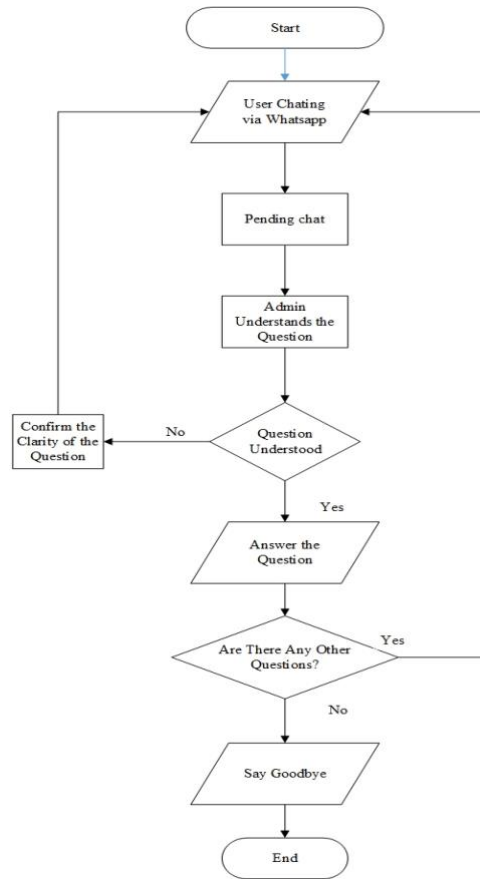 Start
User Chating
via Whatsapp
Pending chat
Admin
Understands the
Question
Question
Understood
No
Confirm the
Clarity of the
Question
Yes
Answer the
Question
Are There Any Other
Questions?
Yes
No
Say Goodbye
End